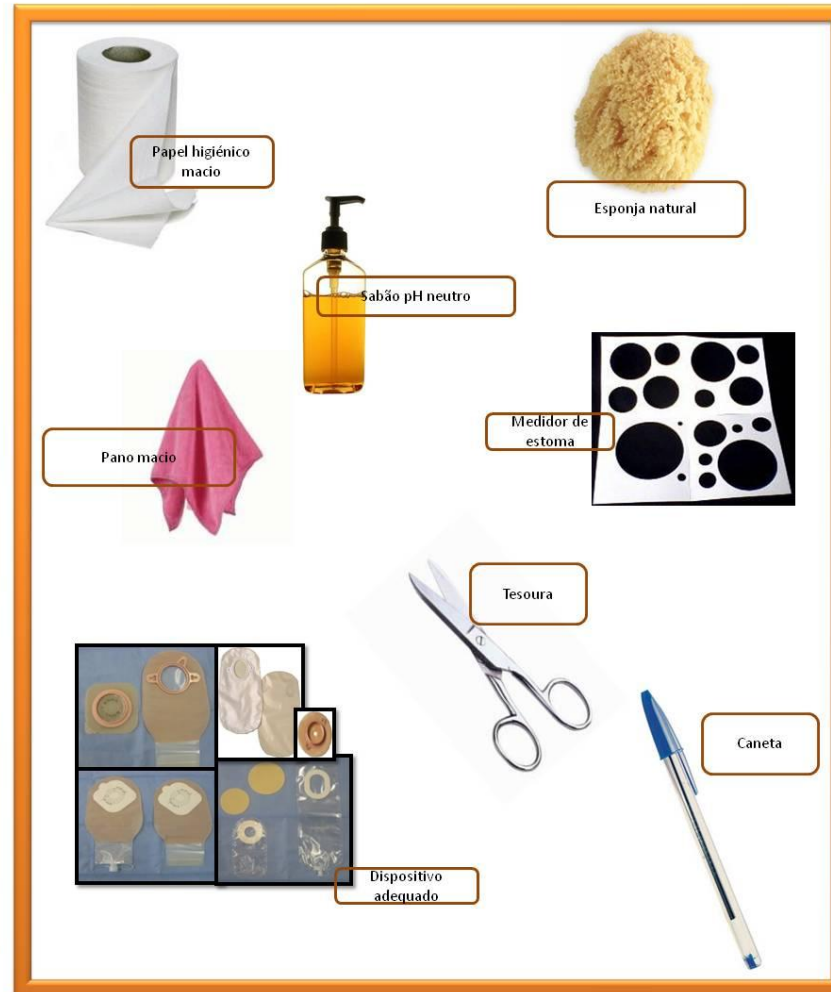 Papel higiénico
macio
Esponja natural
Sabão pH neutro
Medidor de
estoma
Pano macio
Tesoura
Caneta
Dispositivo
adequado